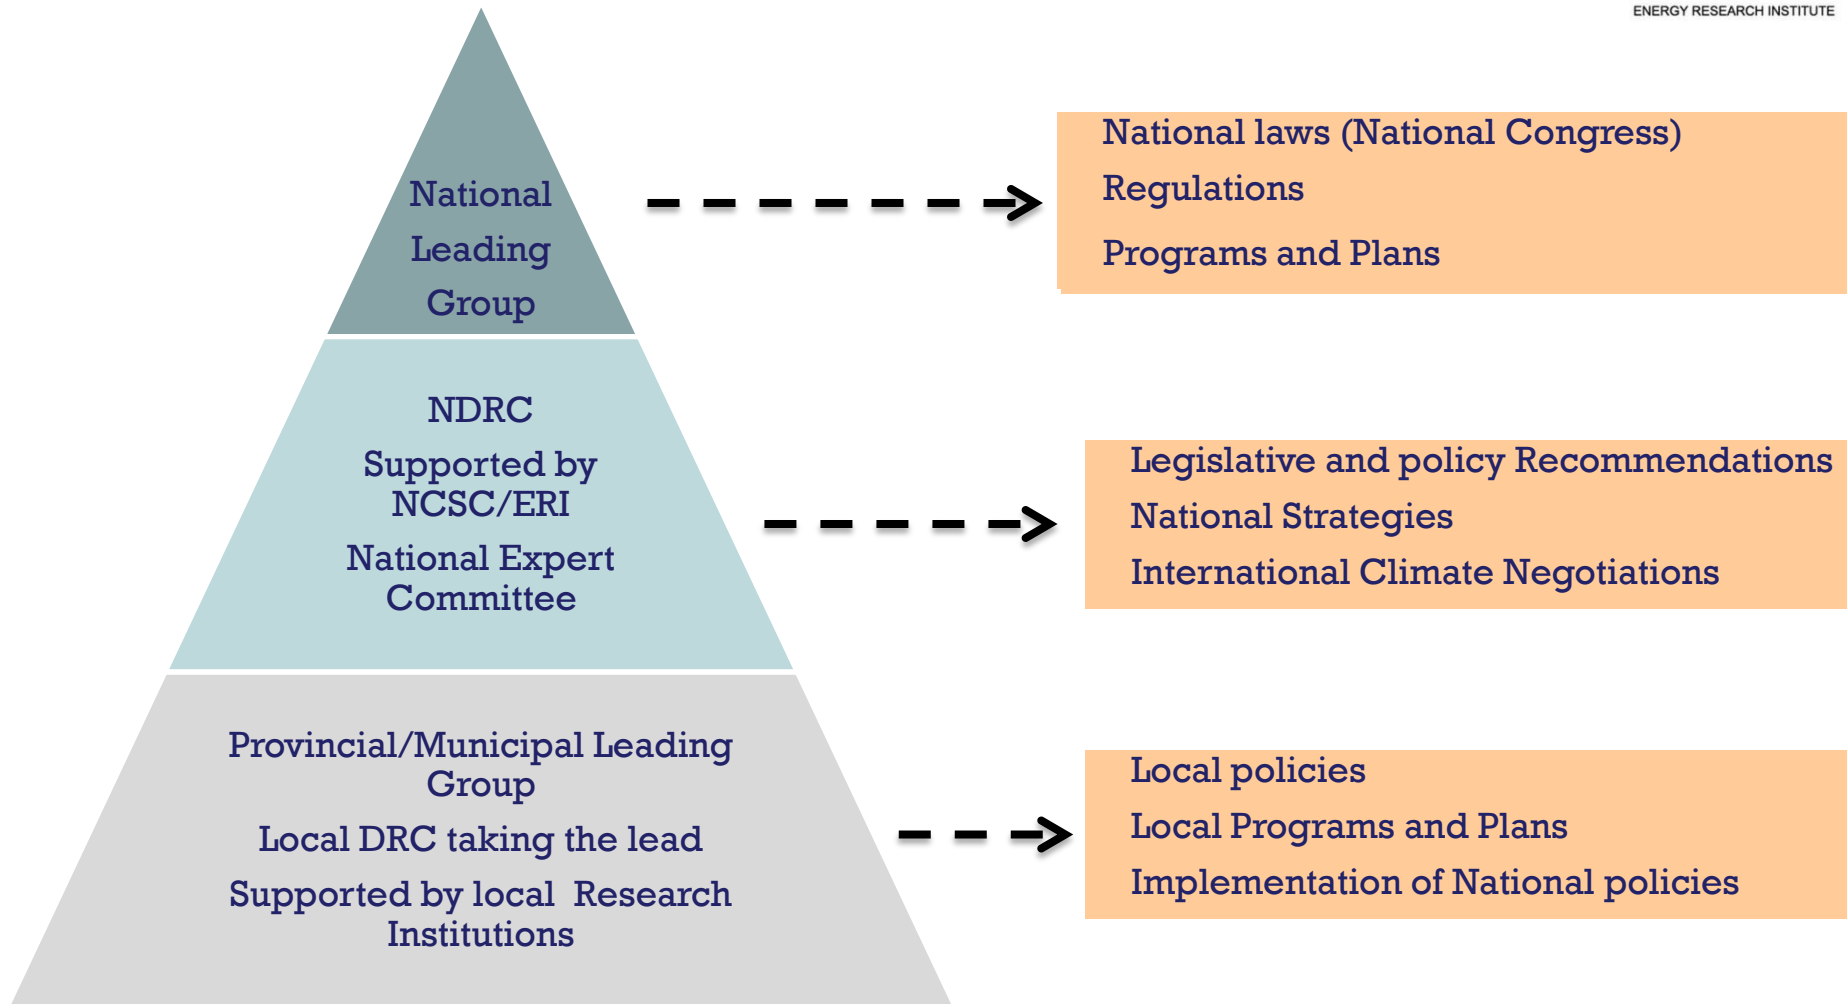 ENERGY RESEARCH INSTITUTE
National
Leading
Group
National laws (National Congress)
Regulations
Programs and Plans
NDRC
Supported by
NCSC/ERI
National Expert
Committee
Legislative and policy Recommendations
National Strategies
International Climate Negotiations
Provincial/Municipal Leading
Group
Local DRC taking the lead
Supported by local Research
Institutions
Local policies
Local Programs and Plans
Implementation of National policies